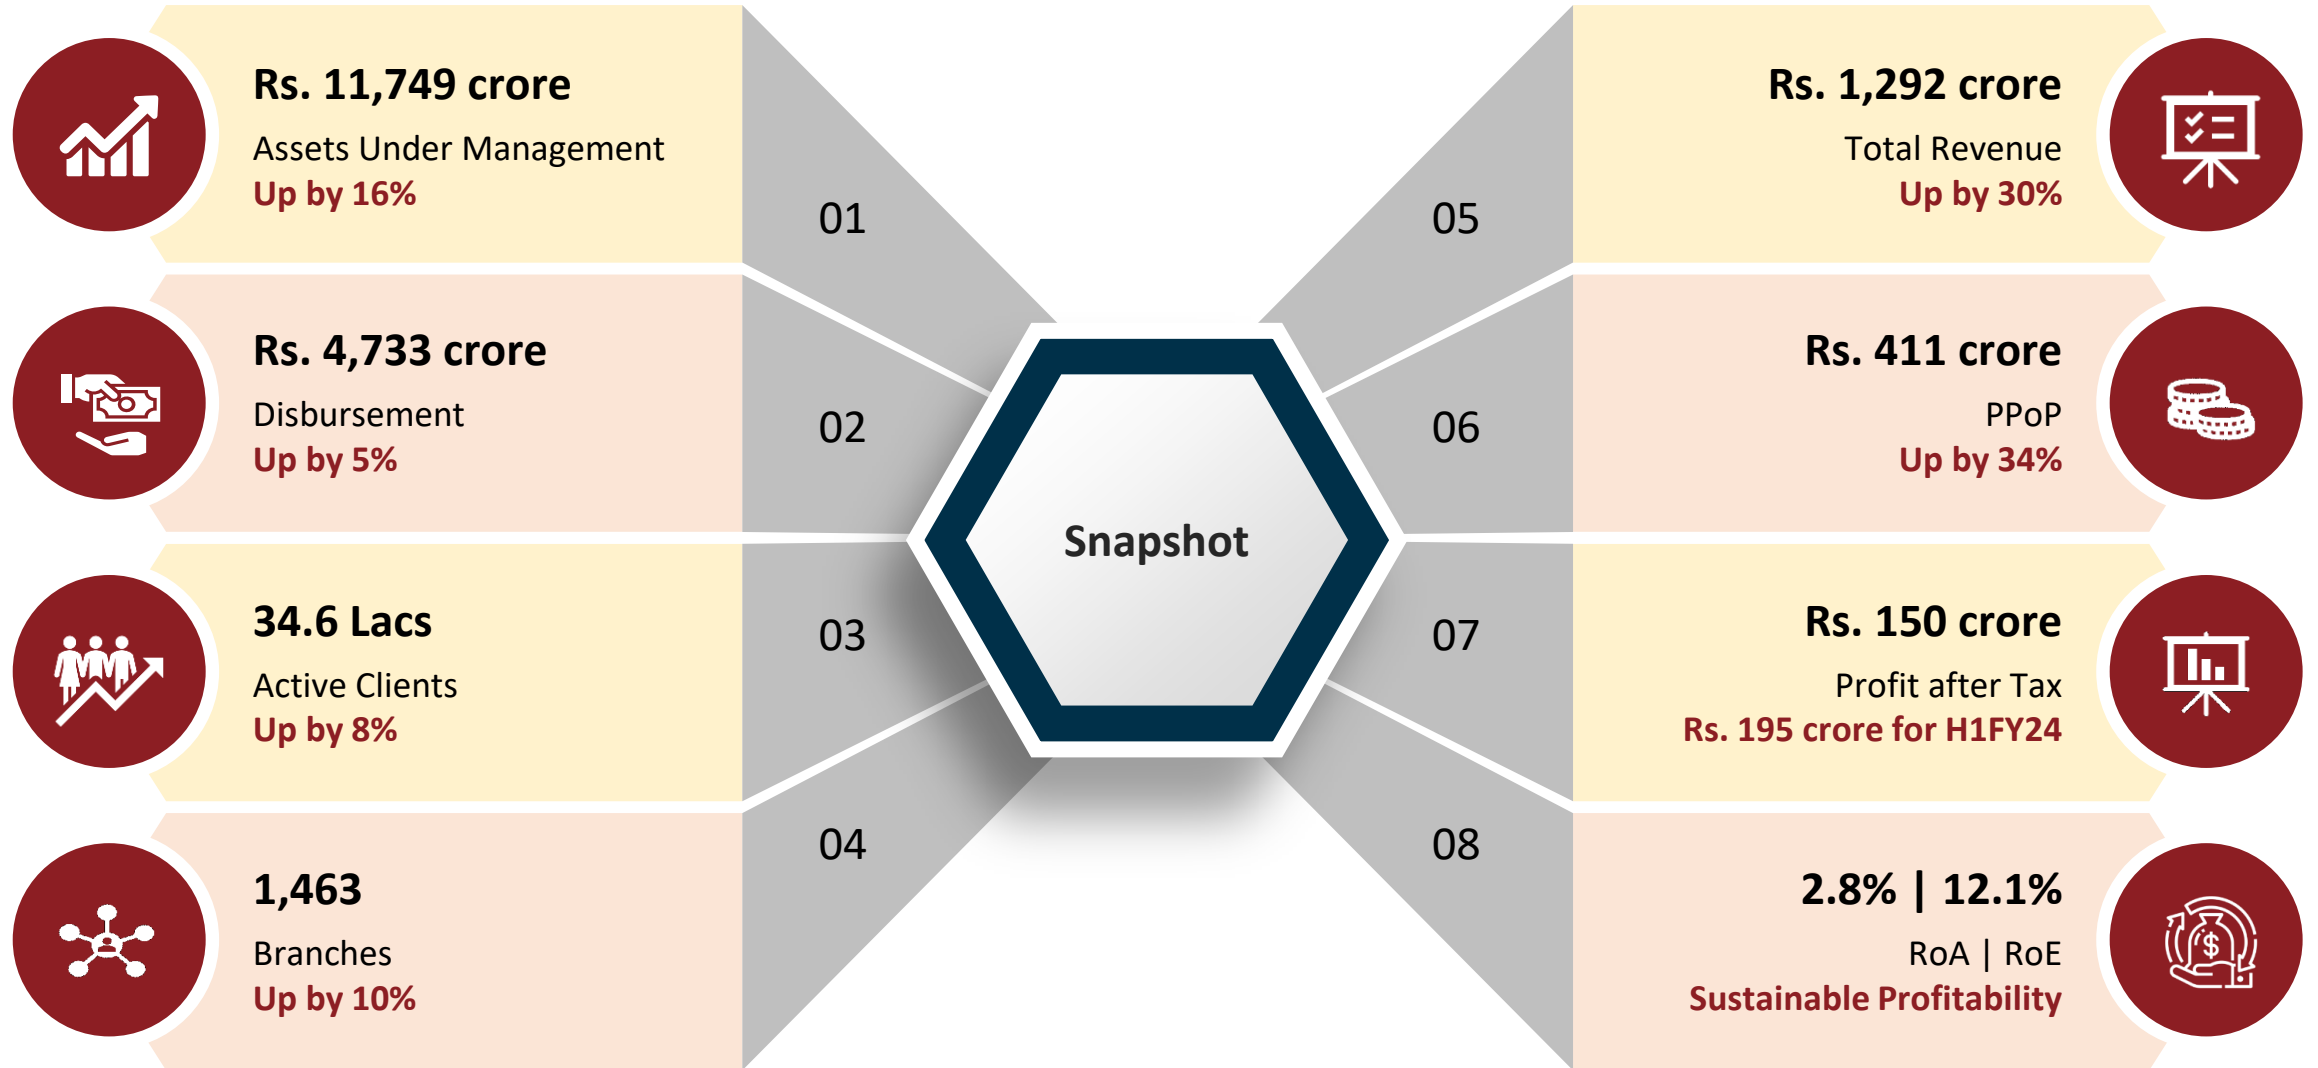 Rs. 11,749 crore
Assets Under Management
Up by 16%
01
Rs. 4,733 crore
Disbursement
Up by 5%
02
34.6 Lacs
Active Clients
Up by 8%
03
1,463
Branches
Up by 10%
04
Snapshot
05
Rs. 1,292 crore
Total Revenue
Up by 30%
06
Rs. 411 crore
PPoP
Up by 34%
07
Rs. 150 crore
Profit after Tax
Rs. 195 crore for H1FY24
08
2.8% | 12.1%
RoA | RoE
Sustainable Profitability
$